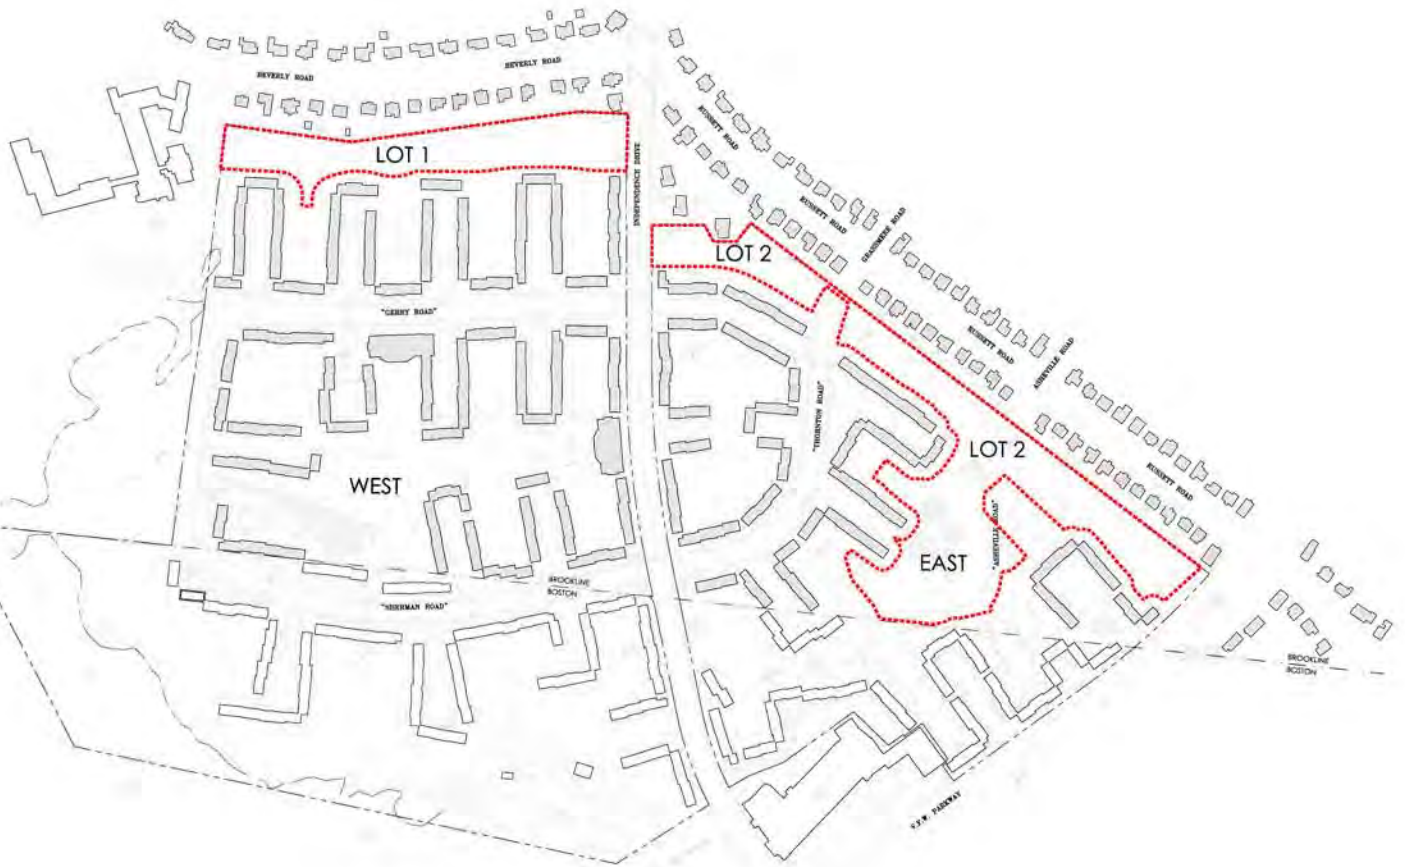 BEVERLY ROAD
BEVERLY ROAD
LOT 1
INDEPENDENCE DRIVE
RUSSETT ROAD
RUSSETT ROAD
GRASSMERE ROAD
LOT 2
"GERRY ROAD"
RUSSETT ROAD
ASHEVILLE ROAD
"THORNTON ROAD"
LOT 2
RUSSETT ROAD
WEST
"ASHEVILLE ROAD"
EAST
BROOKLINE
BOSTON
"SHERMAN ROAD"
BROOKLINE
BOSTON
V.F.W. PARKWAY